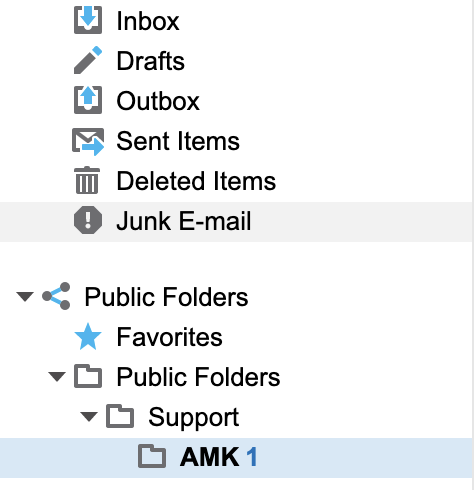 Inbox
Drafts
Outbox
Sent Items
Deleted Items
Junk E-mail
Public Folders
Favorites
Public Folders
Support
AMK 1